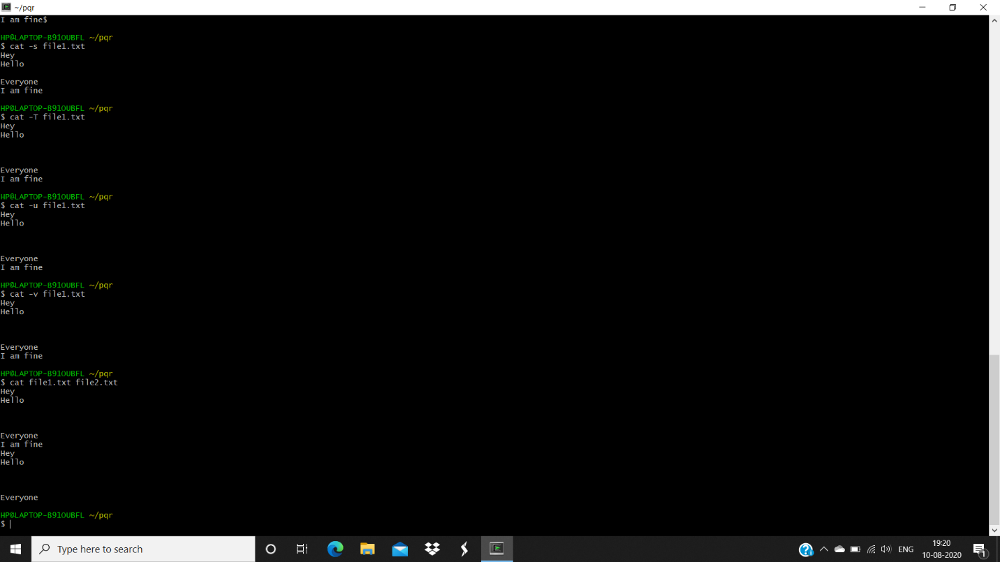 ~/pqr
I am fine$
HP@LAPTOP-B91OUBFL ~/pqr
$ cat -s file1.txt
Hey
Hello
Everyone
I am fine
HP@LAPTOP-B91OUBFL ~/pqr
$ cat -T file1.txt
Hey
Hello
Everyone
I am fine
HP@LAPTOP-B91OUBFL ~/pqr
$ cat -u file1.txt
Hey
Hello
Everyone
I am fine
HP@LAPTOP-B91OUBFL ~/pqr
$ cat -v file1.txt
Hey
Hello
Everyone
I am fine
HP@LAPTOP-B91OUBFL ~/pqr
$ cat file1.txt file2.txt
Hey
Hello
Everyone
I am fine
Hey
Hello
Everyone
HP@LAPTOP-B91OUBFL ~/pqr
$
Type here to search
ENG
19:20
10-08-2020
1